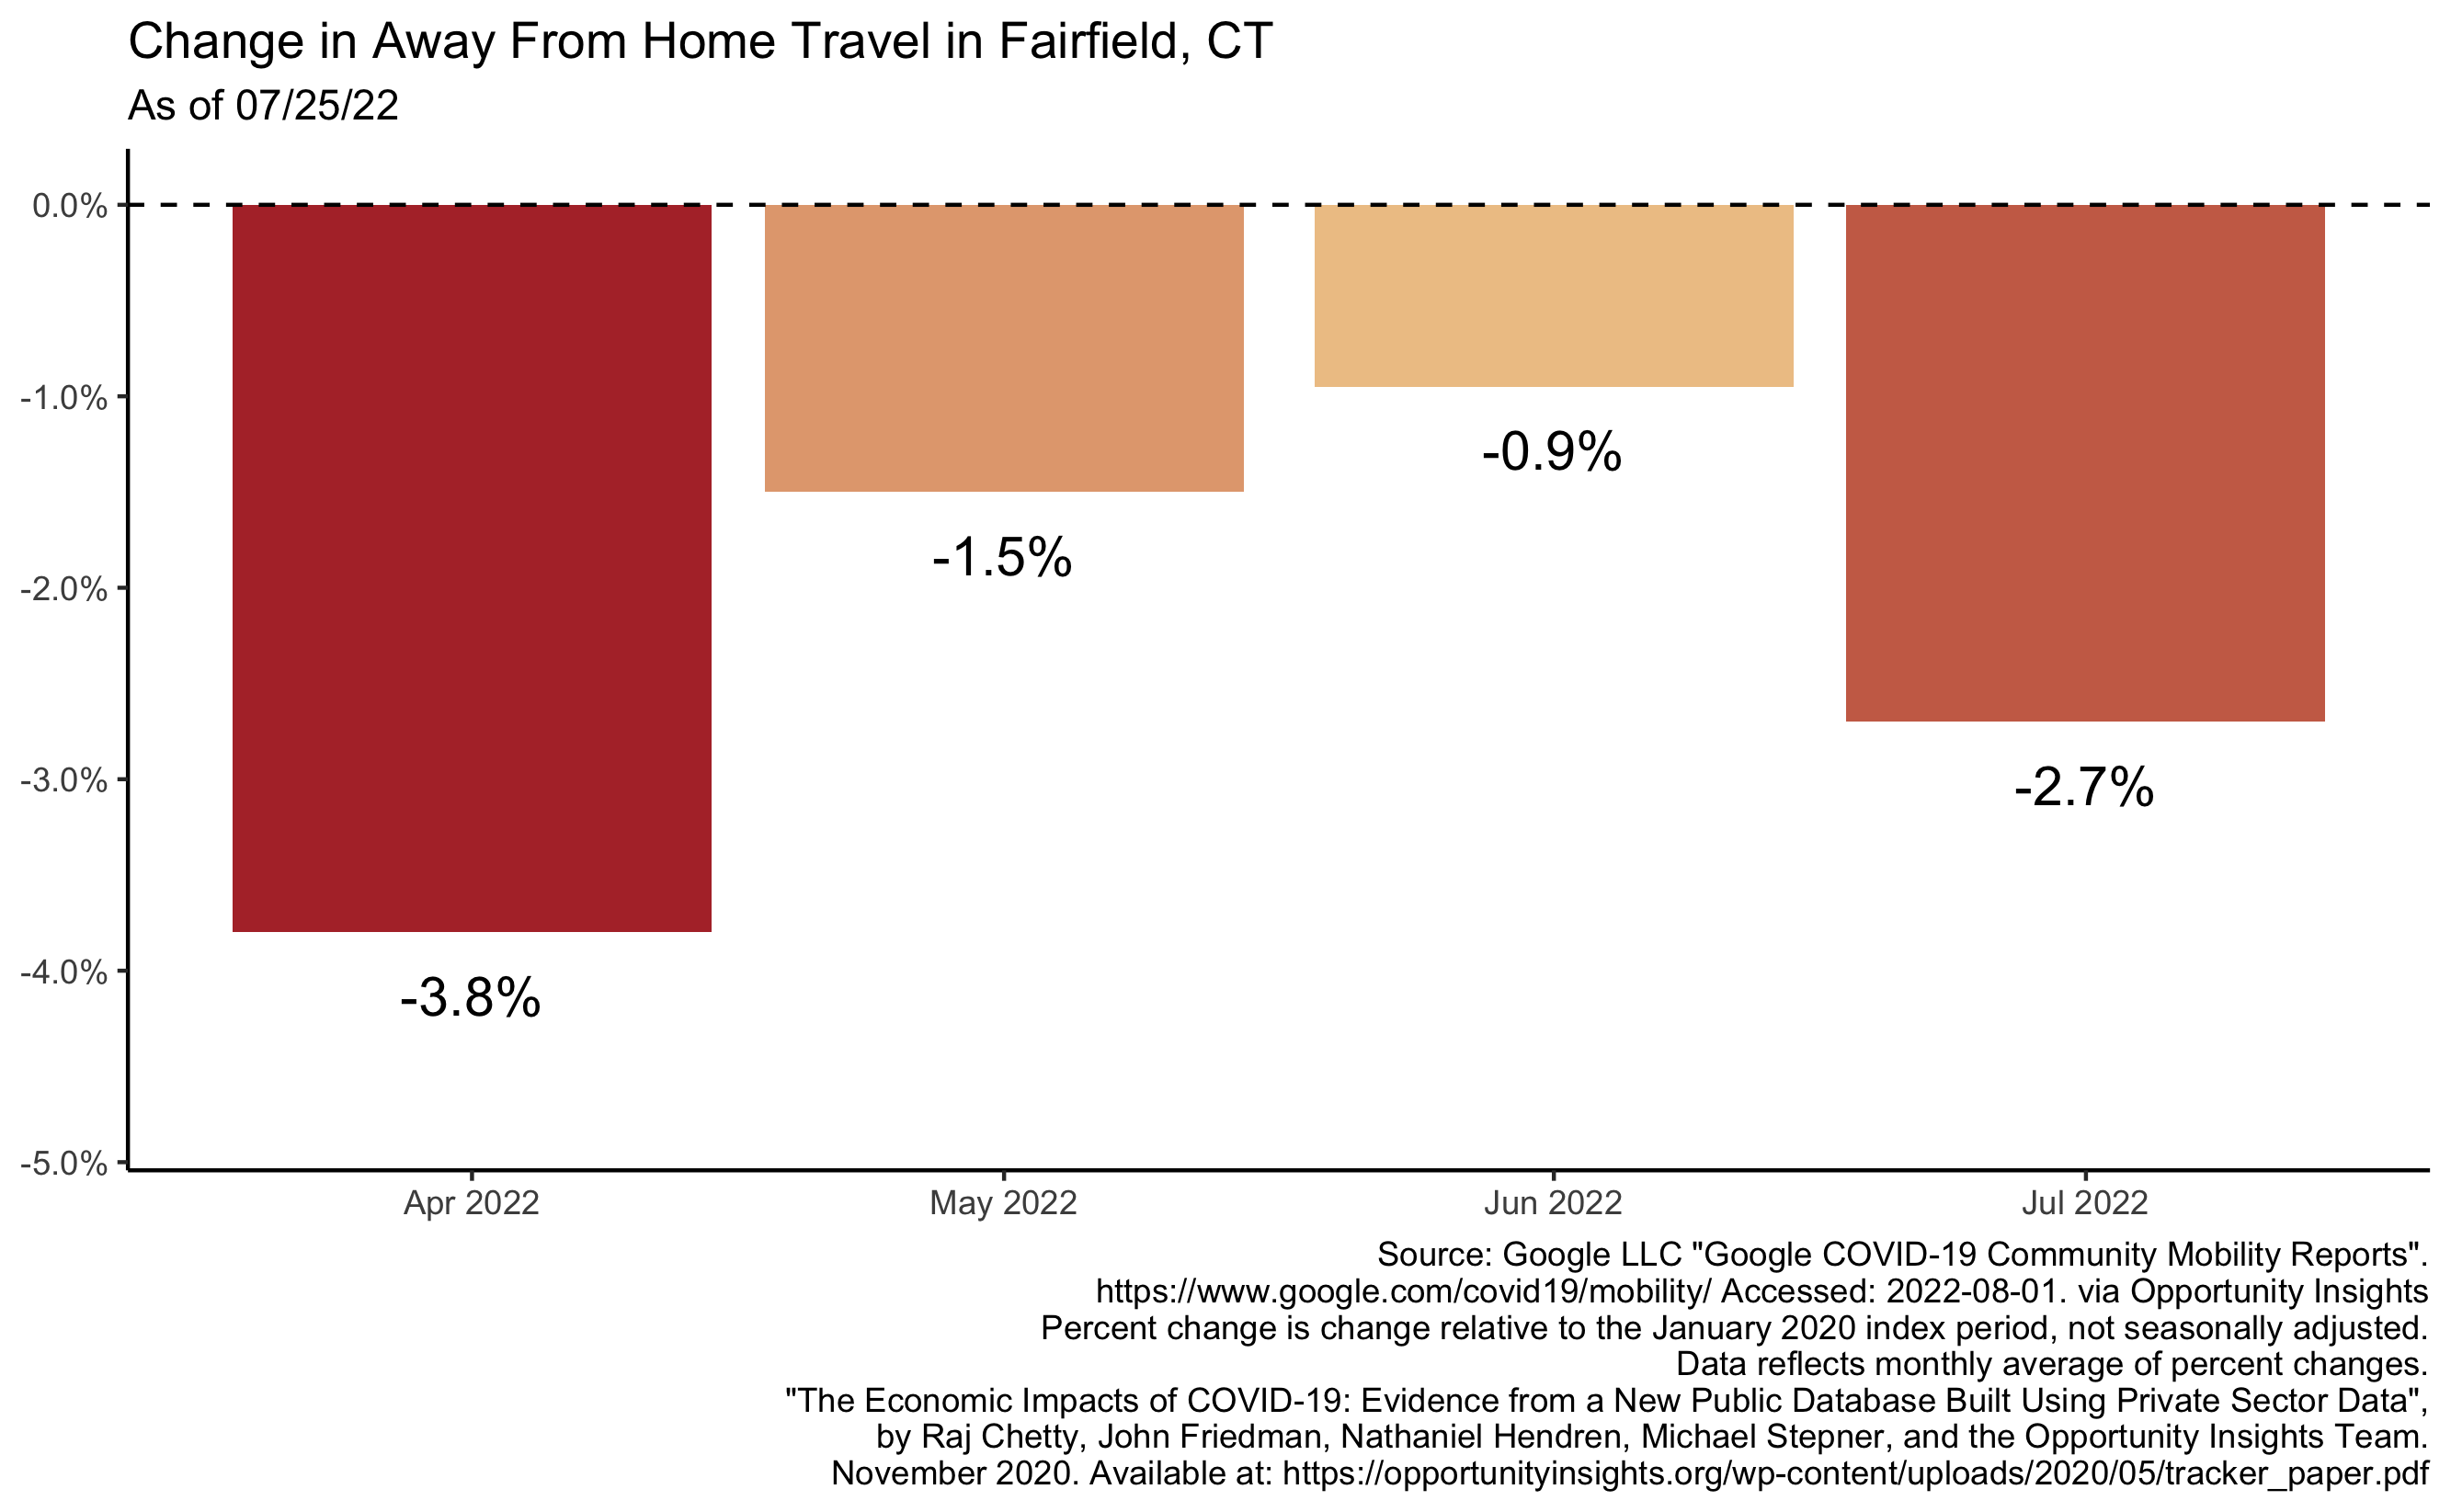 Change in Away From Home Travel in Fairfield, CT
As of 07/25/22
0.0%
-1.0%
-2.0%
-3.0%
-4.0%
-5.0%
-3.8%
-1.5%
-0.9%
-2.7%
Apr 2022
May 2022
Jun 2022
Jul 2022
Source: Google LLC "Google COVID-19 Community Mobility Reports".
https://www.google.com/covid19/mobility/ Accessed: 2022-08-01. via Opportunity Insights
Percent change is change relative to the January 2020 index period, not seasonally adjusted.
Data reflects monthly average of percent changes.
"The Economic Impacts of COVID-19: Evidence from a New Public Database Built Using Private Sector Data",
by Raj Chetty, John Friedman, Nathaniel Hendren, Michael Stepner, and the Opportunity Insights Team.
November 2020. Available at: https://opportunityinsights.org/wp-content/uploads/2020/05/tracker_paper.pdf